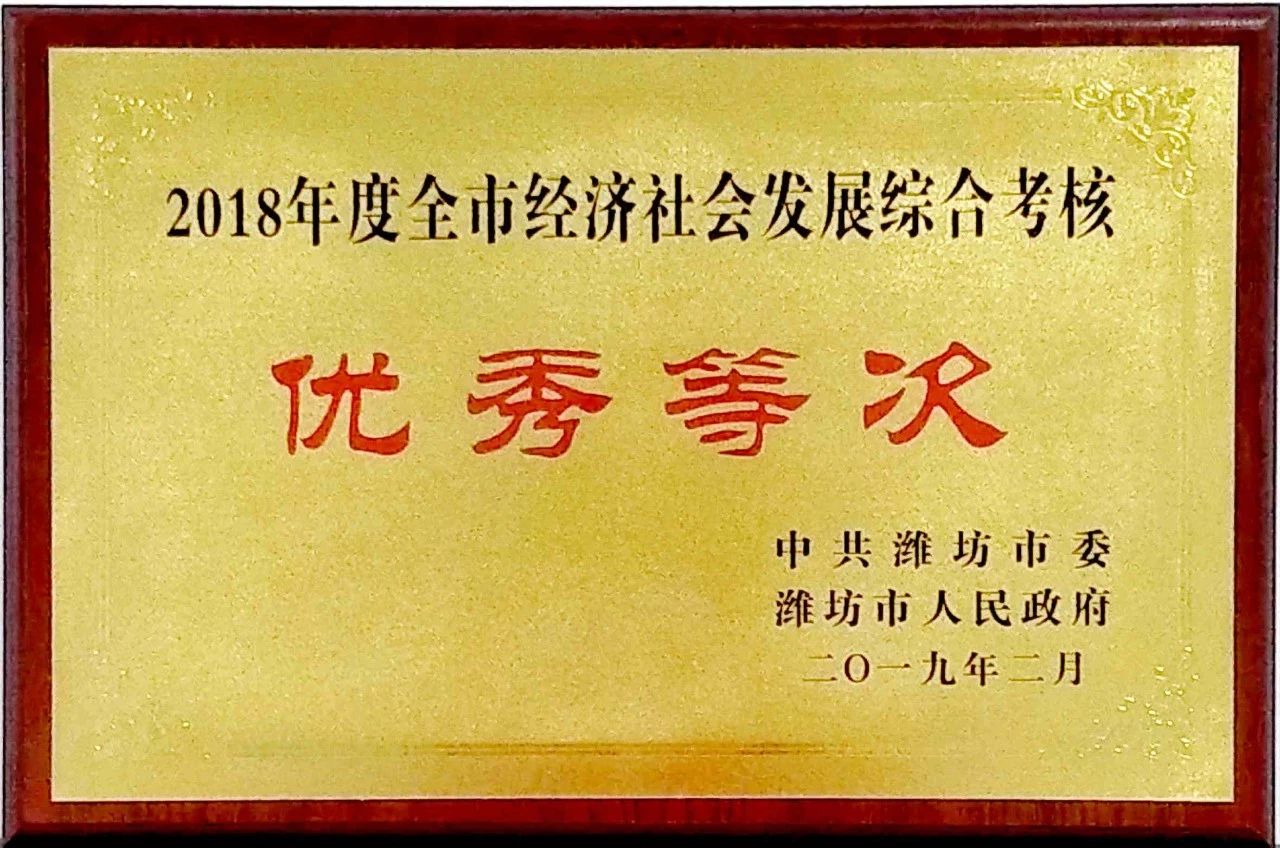 2018年度全市经济社会发展综合考核
优秀等次
中共潍坊市委
潍坊市人民政府
二〇一九年二月